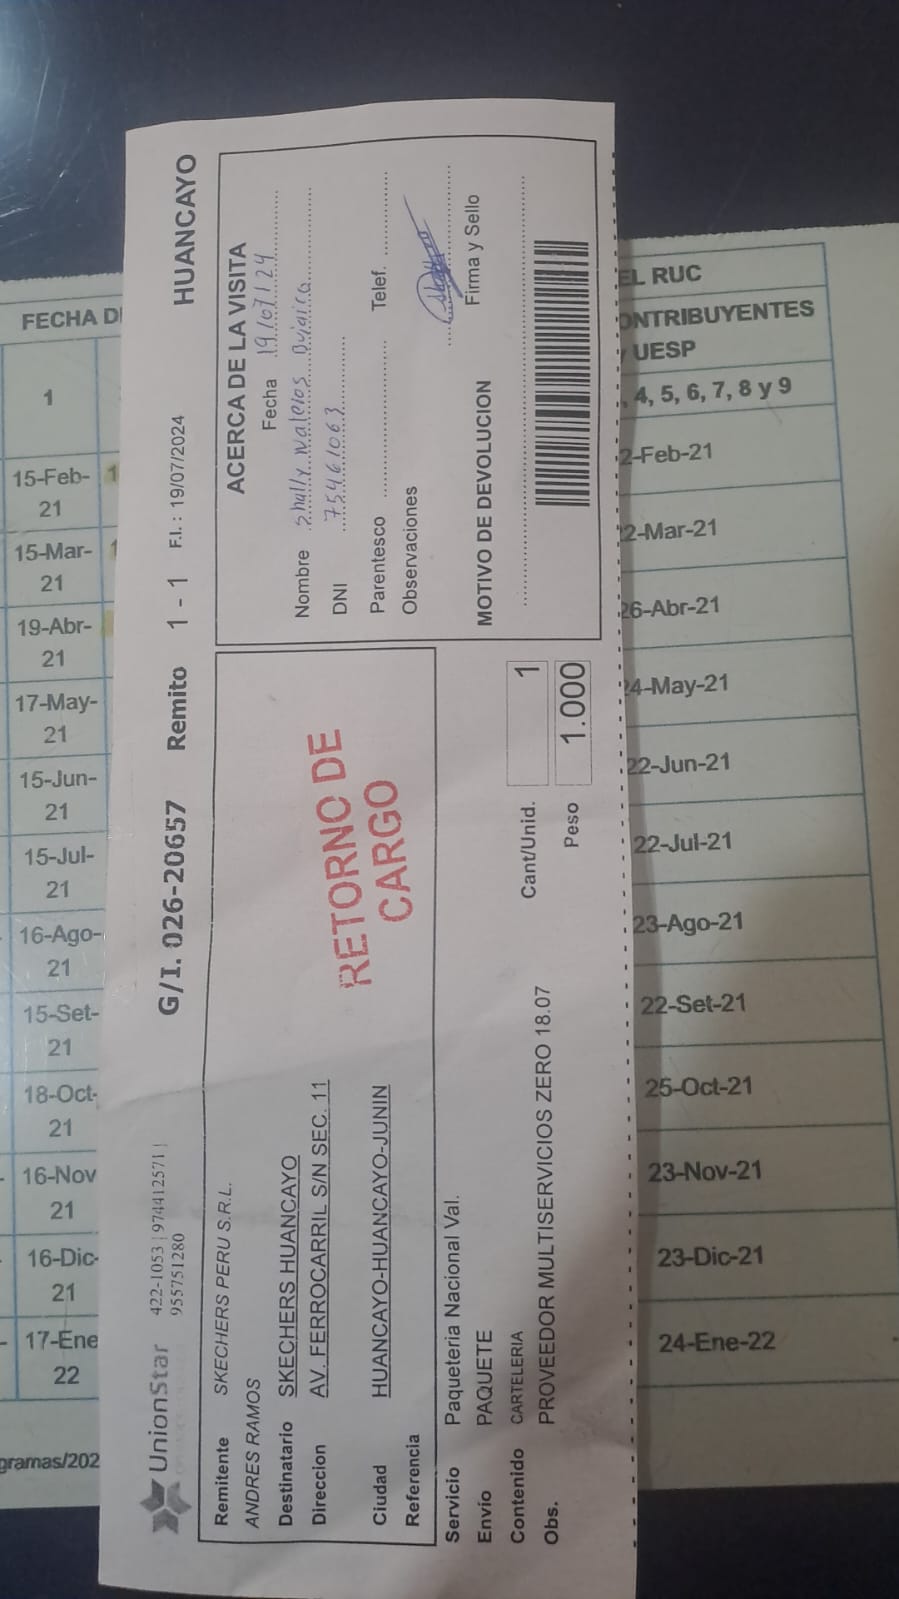 UnionStar
422-1053 | 974412571 |
955751280
G/I. 026-20657 Remito 1 - 1 F.I. : 19/07/2024 HUANCAYO
Remitente SKECHERS PERU S.R.L.
ANDRES RAMOS
Destinatario SKECHERS HUANCAYO
Direccion AV. FERROCARRIL S/N SEC. 11
Ciudad HUANCAYO-HUANCAYO-JUNIN
Referencia
RETORNO DE
CARGO
Servicio Paqueteria Nacional Val.
Envío PAQUETE
Contenido CARTELERIA
Obs. PROVEEDOR MULTISERVICIOS ZERO 18.07
Cant/Unid. 1
Peso 1.000
ACERCA DE LA VISITA
Fecha 19/07/24
Nombre Shally
DNI 75461063
Parentesco Telef.
Observaciones
Firma y Sello
MOTIVO DE DEVOLUCION
FECHA D
1
15-Feb-
21
15-Mar-
21
19-Abr-
21
17-May-
21
15-Jun-
21
15-Jul-
21
16-Ago-
21
15-Set-
21
18-Oct-
21
16-Nov
21
16-Dic-
21
17-Ene
22
gramas/202
EL RUC
ONTRIBUYENTES
UESP
4, 5, 6, 7, 8 y 9
2-Feb-21
2-Mar-21
26-Abr-21
24-May-21
22-Jun-21
22-Jul-21
23-Ago-21
22-Set-21
25-Oct-21
23-Nov-21
23-Dic-21
24-Ene-22